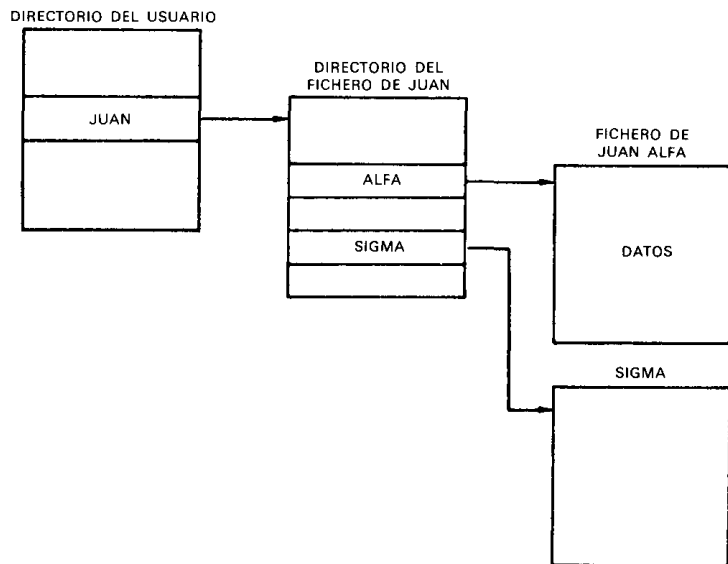 DIRECTORIO DEL USUARIO
JUAN
DIRECTORIO DEL
FICHERO DE JUAN
ALFA
SIGMA
FICHERO DE
JUAN ALFA
DATOS
SIGMA